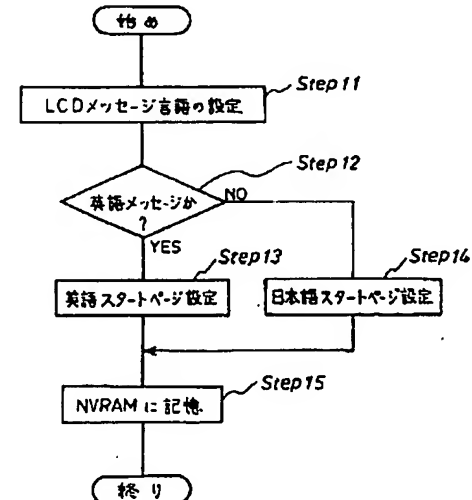 始め
Step 11
LCDメッセージ言語の設定
Step 12
英語メッセージか
?
NO
YES
Step 13
Step 14
英語スタートページ設定
日本語スタートページ設定
Step 15
NVRAMに記憶
終り